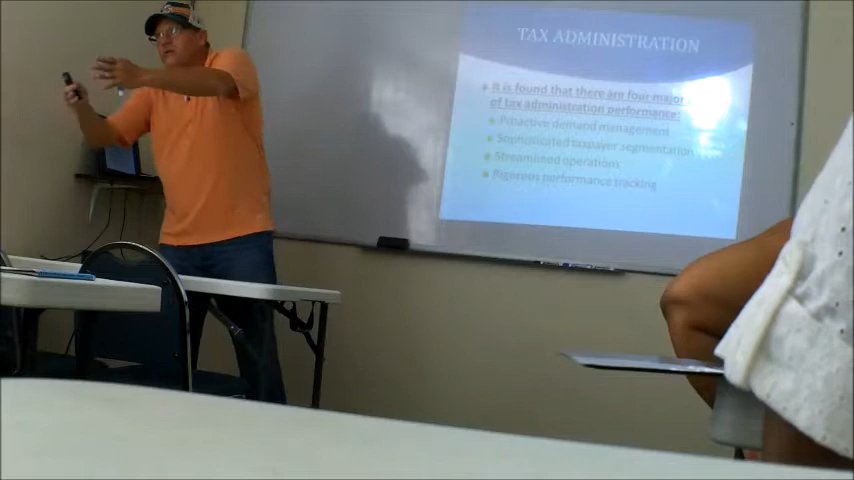 TAX ADMINISTRATION
It is found that there are four major
of tax administration performance:
Proactive demand management
Sophisticated taxpayer segmentation
Streamlined operations
Rigorous performance tracking